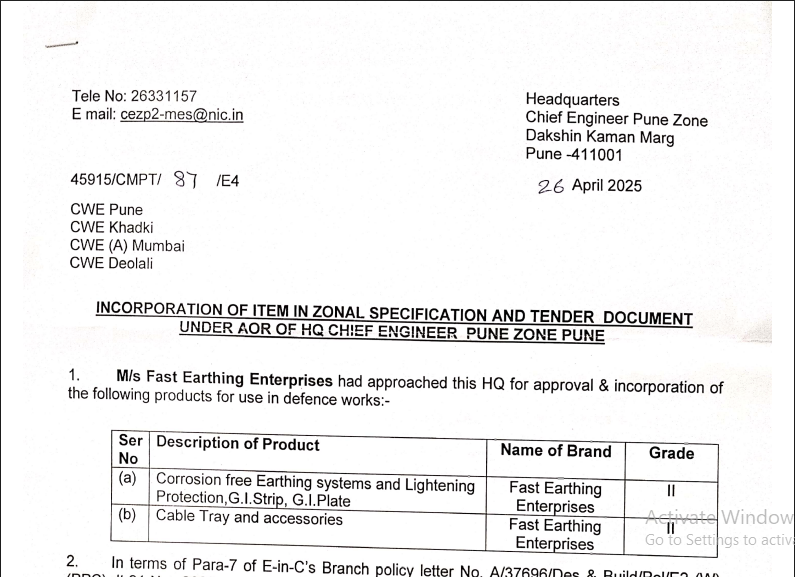 Tele No: 26331157
E mail: cezp2-mes@nic.in
Headquarters
Chief Engineer Pune Zone
Dakshin Kaman Marg
Pune -411001
45915/CMPT/ 87 /E4
26 April 2025
CWE Pune
CWE Khadki
CWE (A) Mumbai
CWE Deolali
INCORPORATION OF ITEM IN ZONAL SPECIFICATION AND TENDER DOCUMENT
UNDER AOR OF HQ CHIEF ENGINEER PUNE ZONE PUNE
1. M/s Fast Earthing Enterprises had approached this HQ for approval & incorporation of
the following products for use in defence works:-
Ser No Description of Product Name of Brand Grade
(a) Corrosion free Earthing systems and Lightening Protection,G.I.Strip, G.I.Plate Fast Earthing Enterprises II
(b) Cable Tray and accessories Fast Earthing Enterprises II
Activate Window
Go to Settings to activ
2. In terms of Para-7 of E-in-C's Branch policy letter No. A/37696/Des & Build/Pol/E2